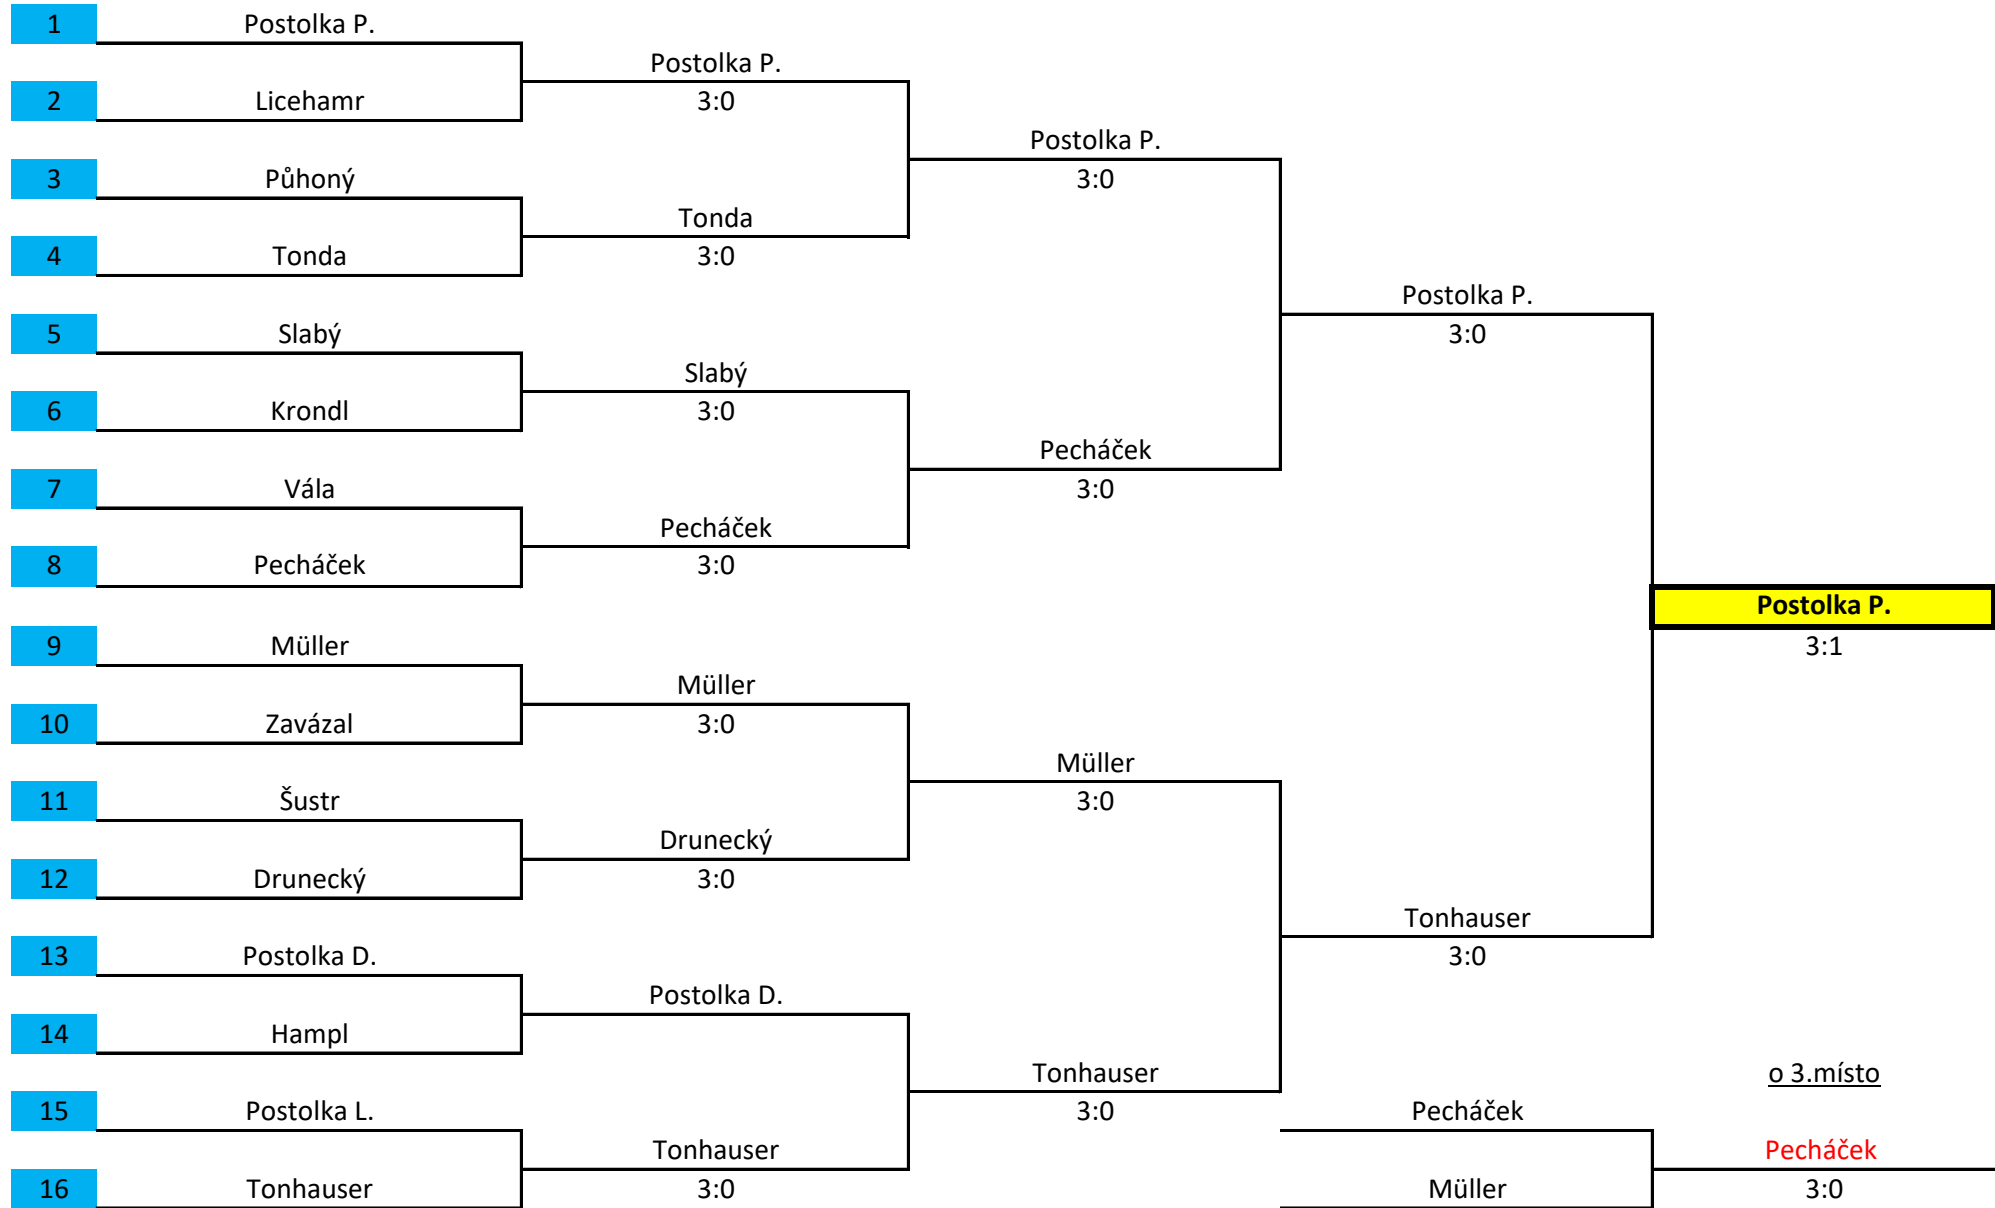 1 Postolka P.
Postolka P.
2 Licehamr 3:0
Postolka P.
3 Půhoný 3:0
Tonda
4 Tonda 3:0
Postolka P.
5 Slabý 3:0
Slabý
6 Krondl 3:0
Pecháček
7 Vála 3:0
Pecháček
8 Pecháček 3:0
Postolka P.
9 Müller 3:1
Müller
10 Zavázal 3:0
Müller
11 Šustr 3:0
Drunecký
12 Drunecký 3:0
Tonhauser
13 Postolka D. 3:0
Postolka D.
14 Hampl
Tonhauser o 3.místo
15 Postolka L. 3:0 Pecháček
Tonhauser Pecháček
16 Tonhauser 3:0 Müller 3:0